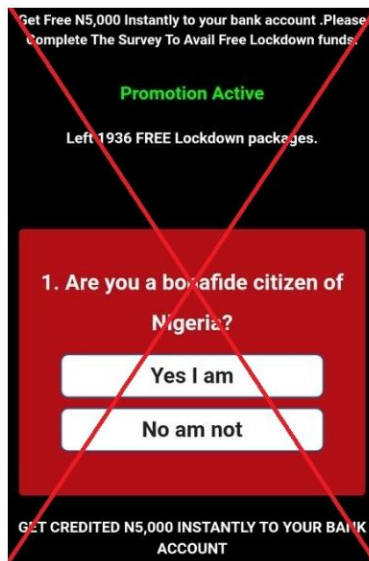 Get Free N5,000 Instantly to your bank account .Please
Complete The Survey To Avail Free Lockdown funds.
Promotion Active
Left 1936 FREE Lockdown packages.
1. Are you a bonafide citizen of
Nigeria?
Yes I am
No am not
GET CREDITED N5,000 INSTANTLY TO YOUR BANK
ACCOUNT